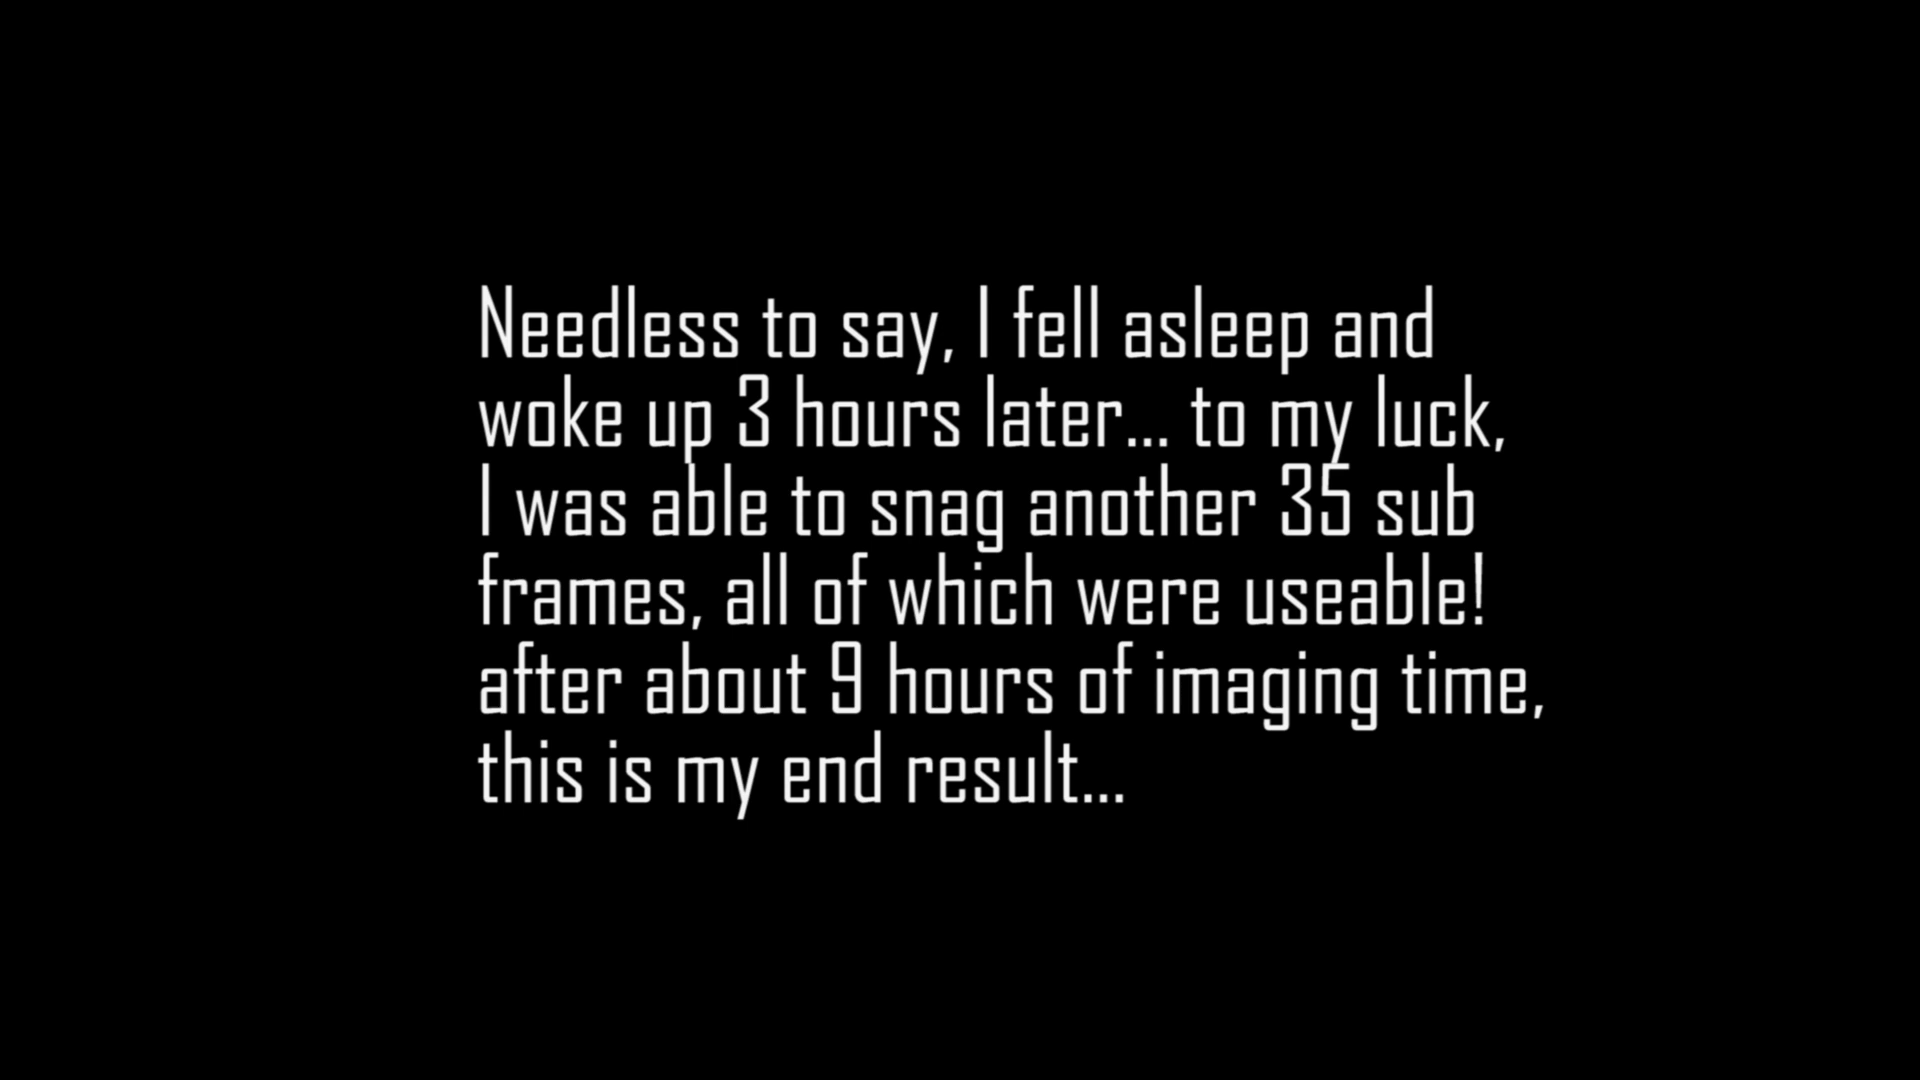 Needless to say, I fell asleep and
woke up 3 hours later... to my luck,
I was able to snag another 35 sub
frames, all of which were useable!
after about 9 hours of imaging time,
this is my end result...